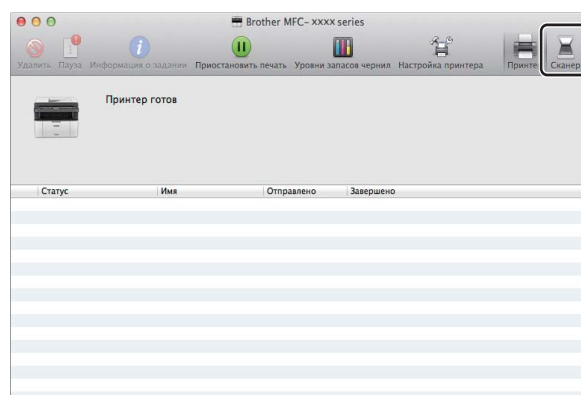 Brother MFC- XXXX series
Удалить Пауза Информация о задании Приостановить печать Уровни запасов чернил Настройка принтера Принтер Сканер
Принтер готов
Статус Имя Отправлено Завершено